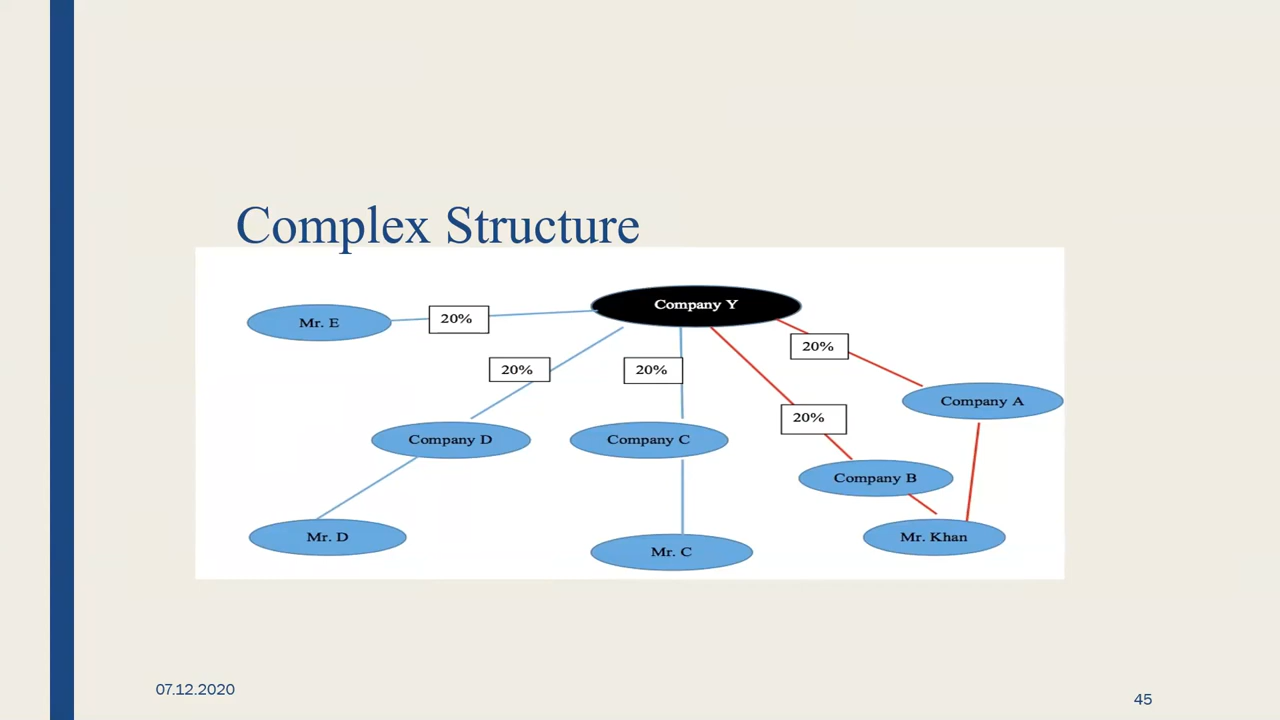 Complex Structure
Company Y
Mr. E
20%
20%
20%
20%
20%
Company A
Company D
Company C
Company B
Mr. D
Mr. C
Mr. Khan
07.12.2020
45